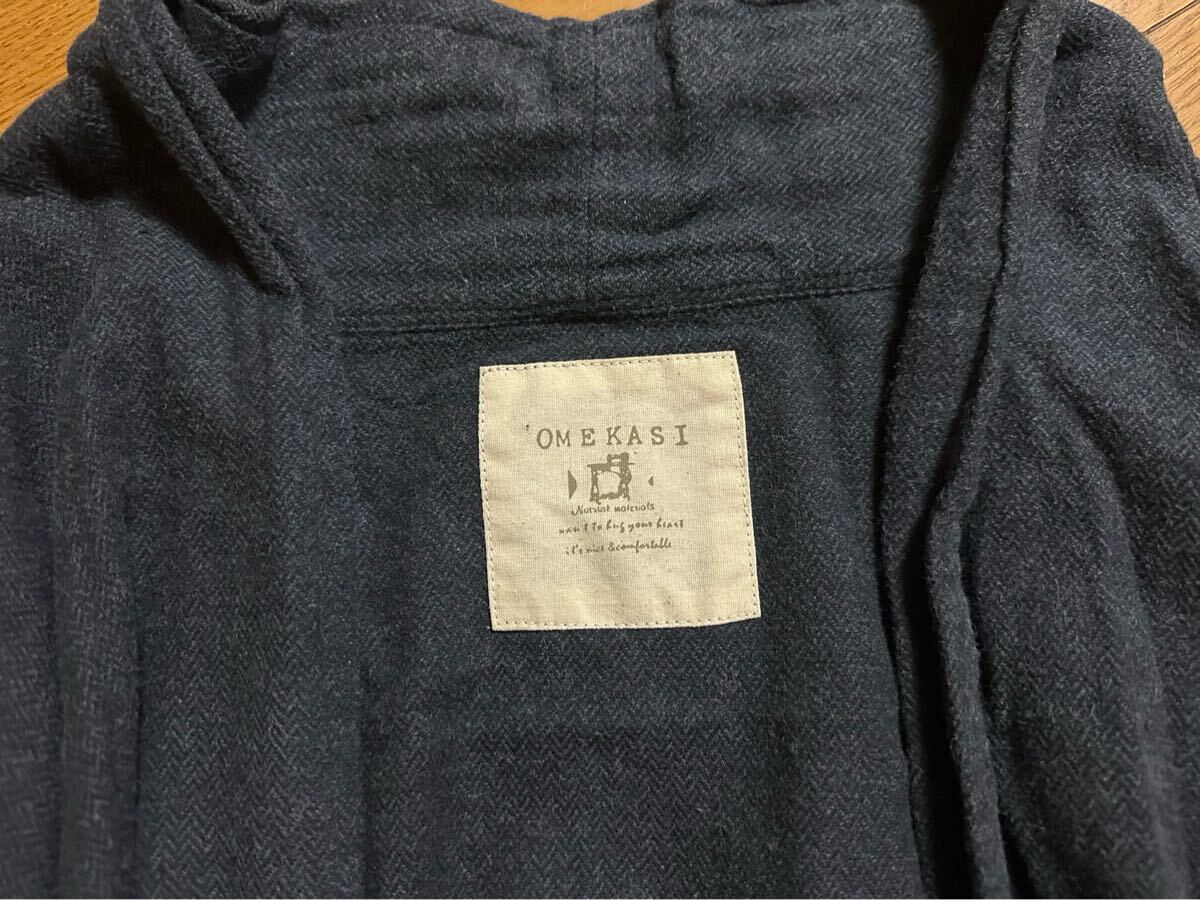 'OMEKASI
Natural materials
want to hug your heart
it's nice &comfortable